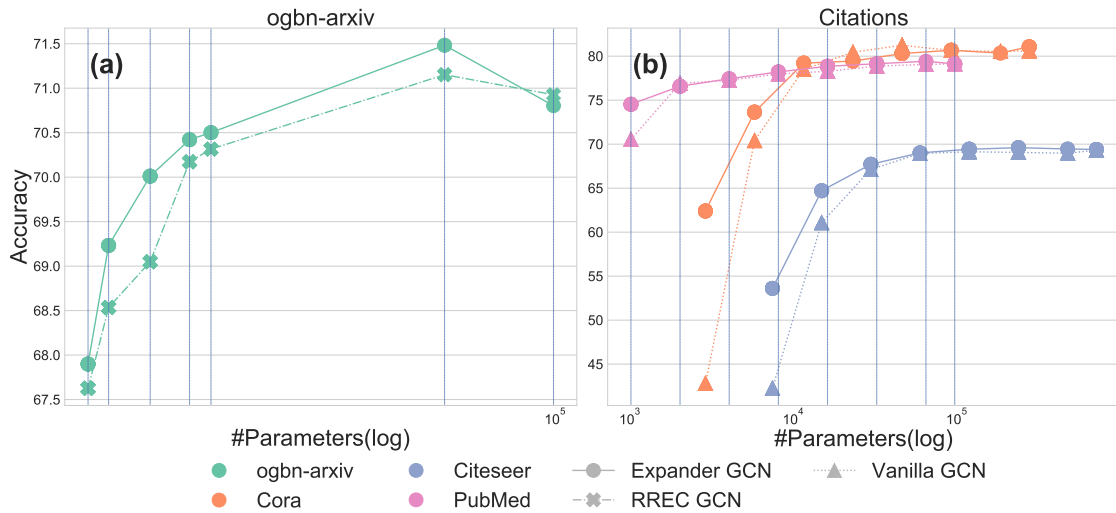 ogbn-arxiv
Citations
(a)
(b)
Accuracy
71.5
71.0
70.5
70.0
69.5
69.0
68.5
68.0
67.5
80
75
70
65
60
55
50
45
10^5
10^3
10^4
10^5
#Parameters(log)
#Parameters(log)
ogbn-arxiv
Citeseer
Expander GCN
Vanilla GCN
Cora
PubMed
RREC GCN